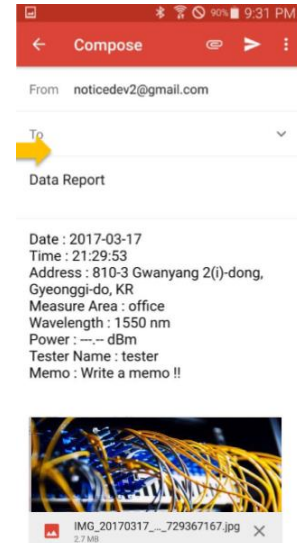 90% 9:31 PM
Compose
From noticedev2@gmail.com
To
Data Report
Date : 2017-03-17
Time : 21:29:53
Address : 810-3 Gwanyang 2(i)-dong,
Gyeonggi-do, KR
Measure Area : office
Wavelength : 1550 nm
Power : ---.-- dBm
Tester Name : tester
Memo : Write a memo !!
IMG_20170317_..._729367167.jpg
2.7 MB